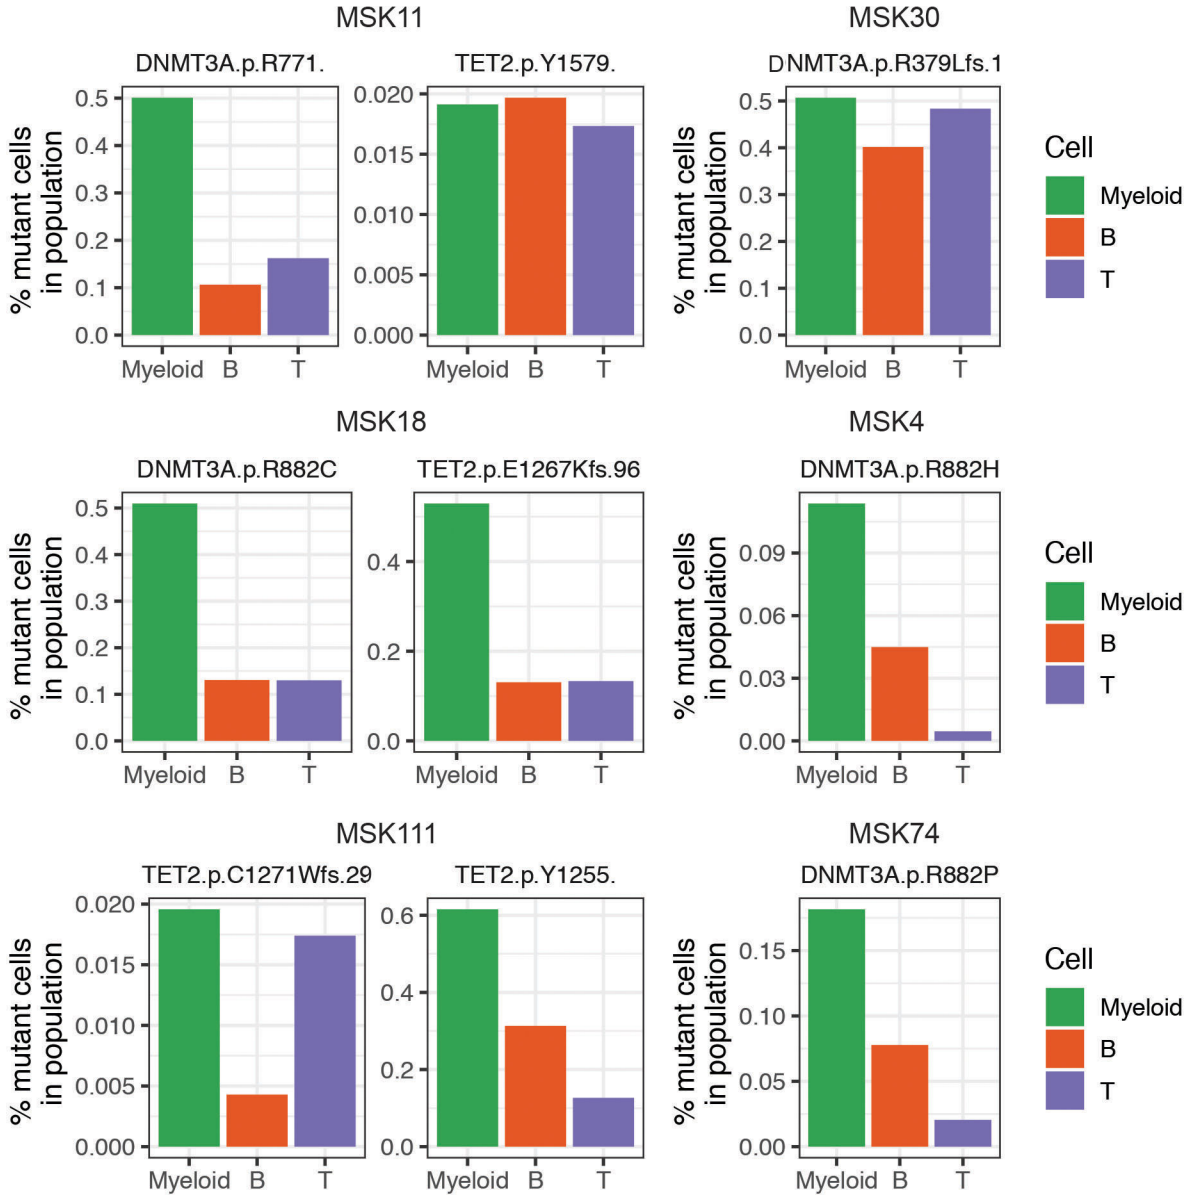 MSK11
MSK30
DNMT3A.p.R771.
TET2.p.Y1579.
DNMT3A.p.R379Lfs.1
% mutant cells
in population
0.5
0.4
0.3
0.2
0.1
0.0
Myeloid B T
0.020
0.015
0.010
0.005
0.000
Myeloid B T
% mutant cells
in population
0.5
0.4
0.3
0.2
0.1
0.0
Myeloid B T
Cell
Myeloid
B
T
MSK18
MSK4
DNMT3A.p.R882C
TET2.p.E1267Kfs.96
DNMT3A.p.R882H
% mutant cells
in population
0.5
0.4
0.3
0.2
0.1
0.0
Myeloid B T
0.4
0.2
0.0
Myeloid B T
% mutant cells
in population
0.09
0.06
0.03
0.00
Myeloid B T
Cell
Myeloid
B
T
MSK111
MSK74
TET2.p.C1271Wfs.29
TET2.p.Y1255.
DNMT3A.p.R882P
% mutant cells
in population
0.020
0.015
0.010
0.005
0.000
Myeloid B T
0.6
0.4
0.2
0.0
Myeloid B T
% mutant cells
in population
0.15
0.10
0.05
0.00
Myeloid B T
Cell
Myeloid
B
T